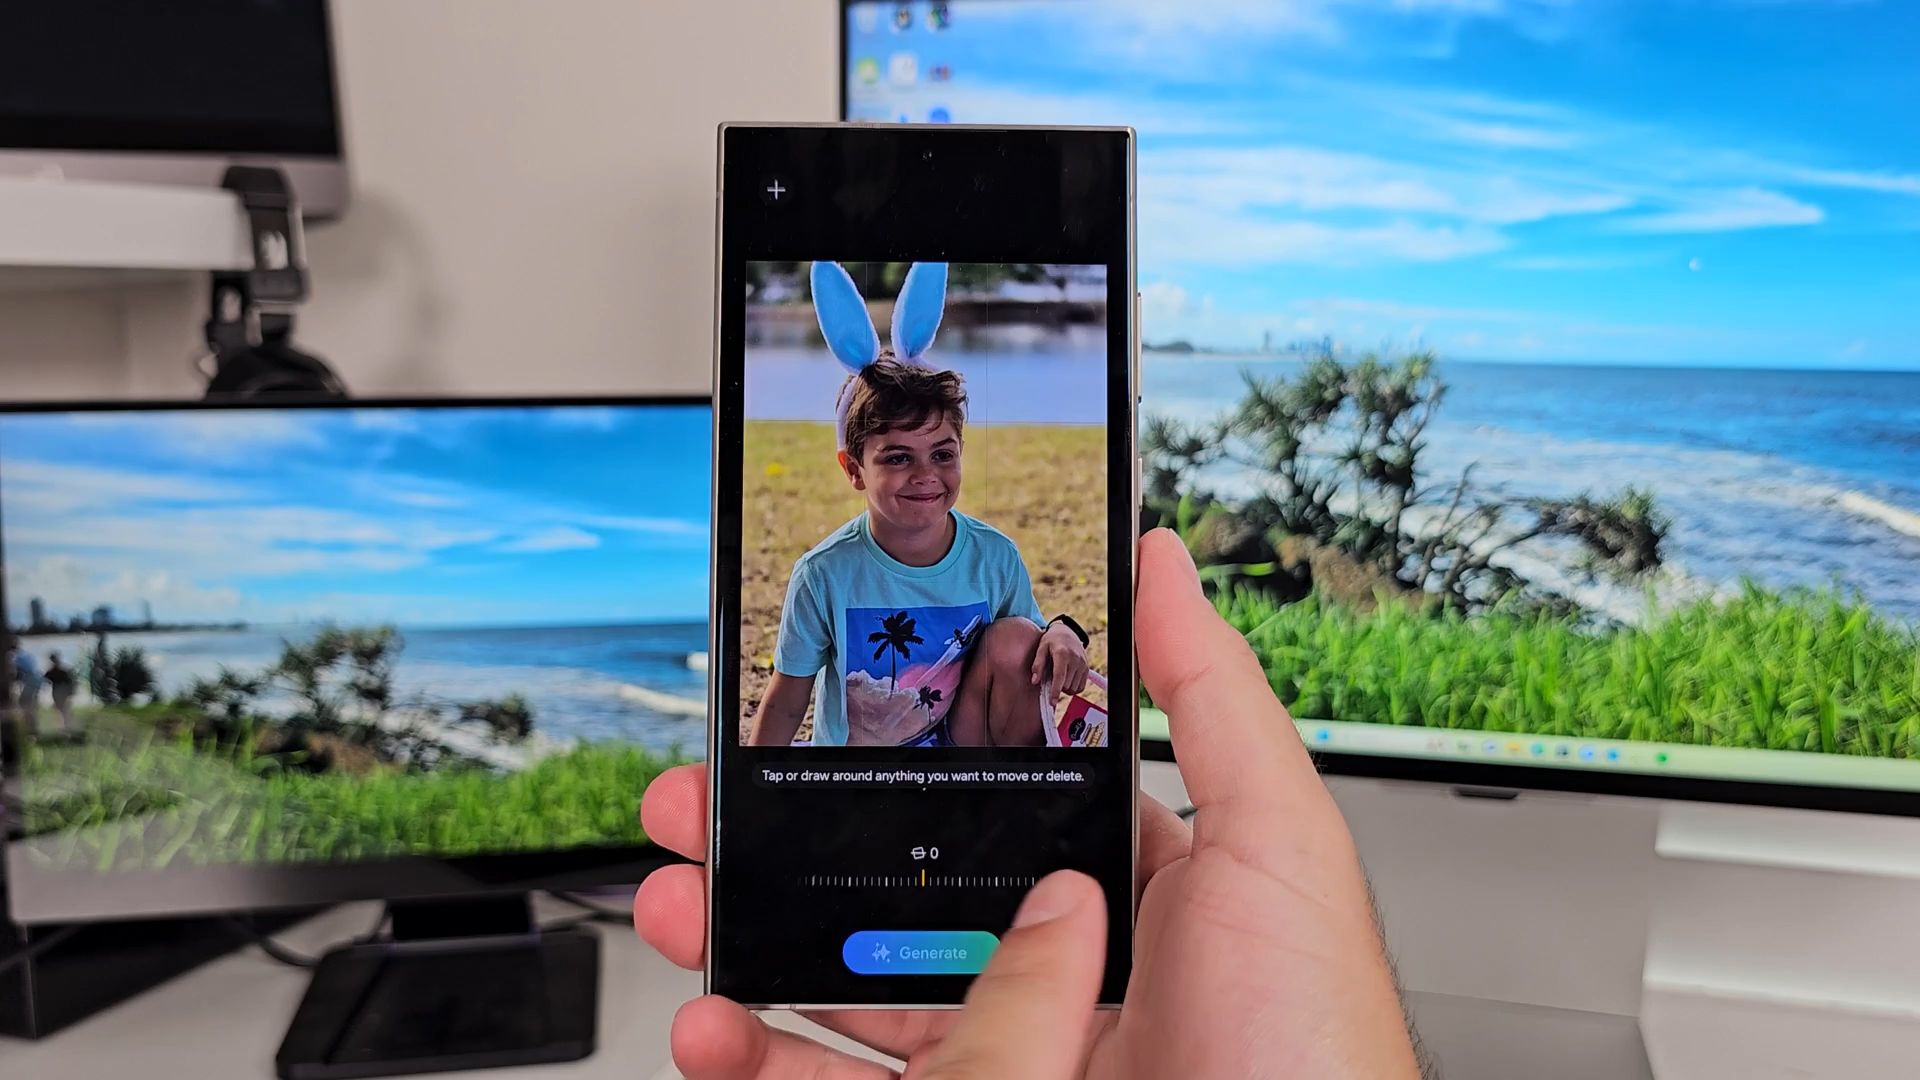 Tap or draw around anything you want to move or delete.
0
Generate